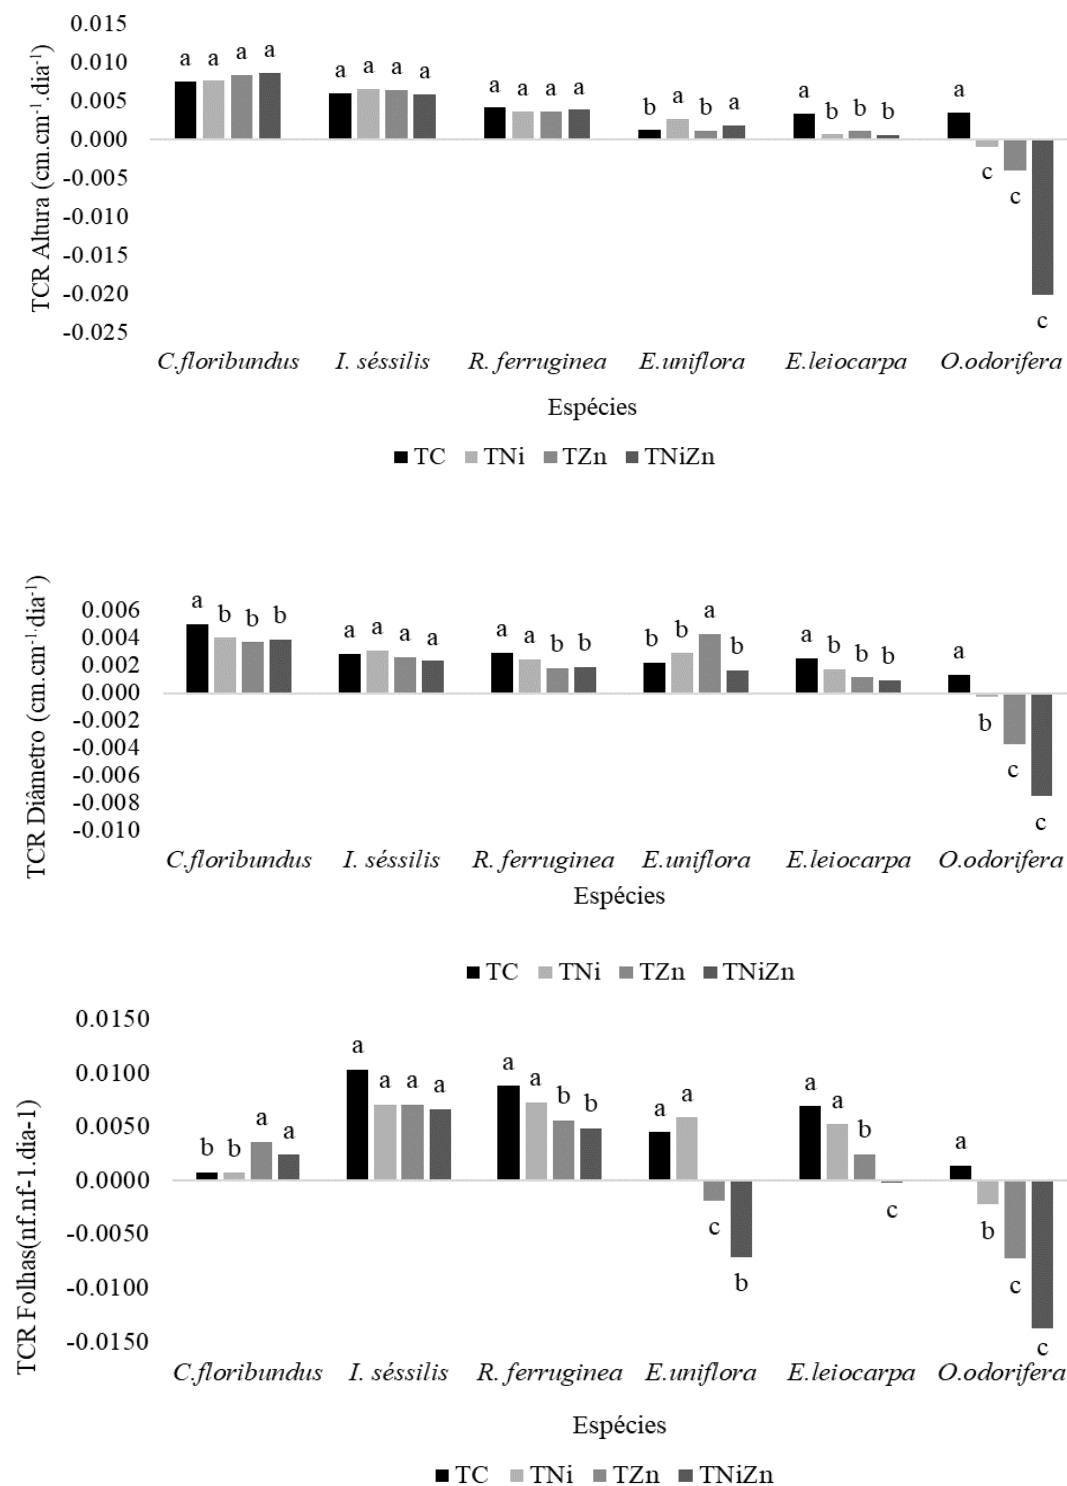 0.015
0.010
0.005
0.000
-0.005
-0.010
-0.015
-0.020
-0.025
TCR Altura (cm.cm⁻¹.dia⁻¹)
a a a a a a a a a a a a b a b a a b b b a c c c
C.floribundus I. séssilis R. ferruginea E.uniflora E.leiocarpa O.odorifera
Espécies
TC TNi TZn TNiZn
0.006
0.004
0.002
0.000
-0.002
-0.004
-0.006
-0.008
-0.010
TCR Diâmetro (cm.cm⁻¹·dia⁻¹)
a b b b a a a a a a b b b b a b a b b b a b c c
C.floribundus I. séssilis R. ferruginea E.uniflora E.leiocarpa O.odorifera
Espécies
TC TNi TZn TNiZn
0.0150
0.0100
0.0050
0.0000
-0.0050
-0.0100
-0.0150
TCR Folhas(nf.nf-1.dia-1)
b b a a a a a a a a b b a a c b a a b c a b c c
C.floribundus I. séssilis R. ferruginea E.uniflora E.leiocarpa O.odorifera
Espécies
TC TNi TZn TNiZn